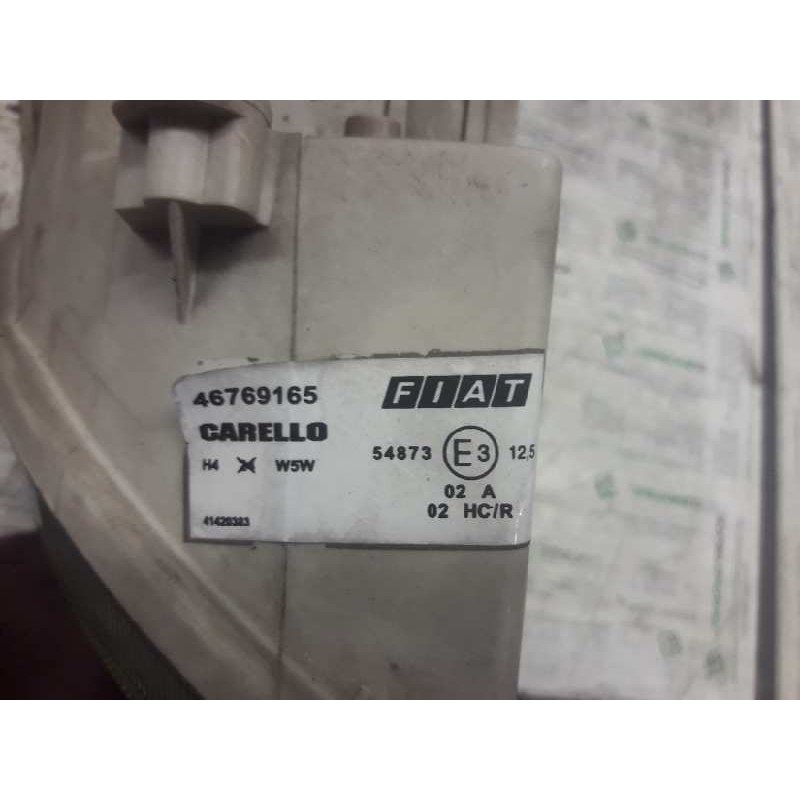 46769165
FIAT
CARELLO
54873 E3 12,5
H4 W5W
02 A
02 HC/R
41420383